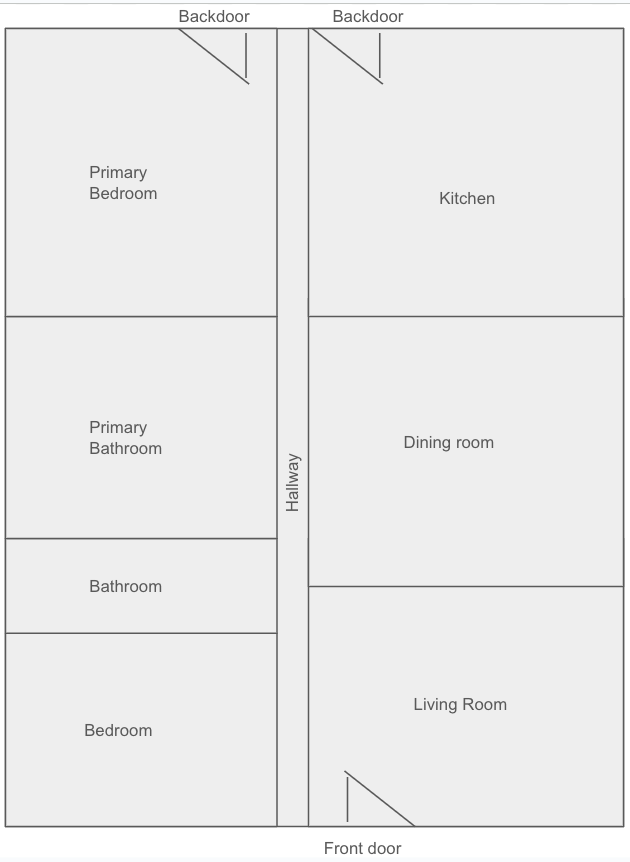 Backdoor
Backdoor
Primary
Bedroom
Kitchen
Primary
Bathroom
Dining room
Hallway
Bathroom
Living Room
Bedroom
Front door